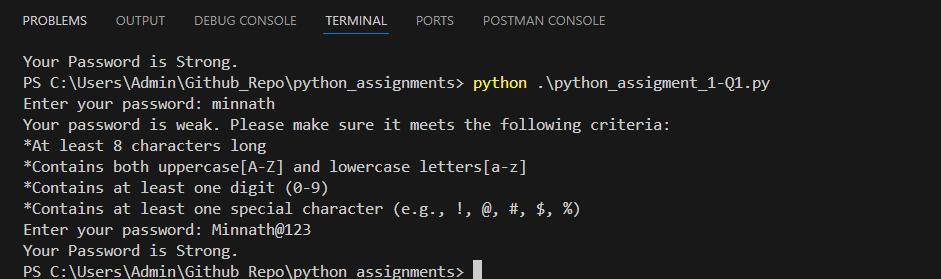 PROBLEMS OUTPUT DEBUG CONSOLE TERMINAL PORTS POSTMAN CONSOLE
Your Password is Strong.
PS C:\Users\Admin\Github_Repo\python_assignments> python .\python_assigment_1-Q1.py
Enter your password: minnath
Your password is weak. Please make sure it meets the following criteria:
*At least 8 characters long
*Contains both uppercase[A-Z] and lowercase letters[a-z]
*Contains at least one digit (0-9)
*Contains at least one special character (e.g., !, @, #, $, %)
Enter your password: Minnath@123
Your Password is Strong.
PS C:\Users\Admin\Github_Repo\python_assignments>